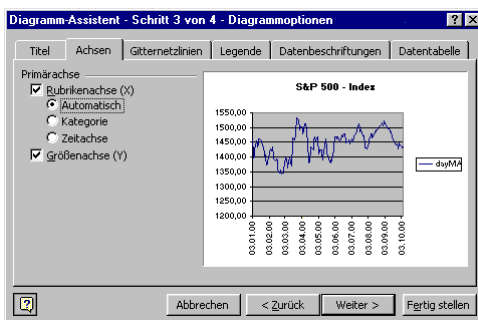 Diagramm-Assistent - Schritt 3 von 4 - Diagrammoptionen
Titel Achsen Gitternetzlinien Legende Datenbeschriftungen Datentabelle
Primärachse
Rubrikenachse (X)
Automatisch
Kategorie
Zeitachse
Größenachse (Y)
S&P 500 - Index
1550,00
1500,00
1450,00
1400,00
1350,00
1300,00
1250,00
1200,00
03.01.00
03.02.00
03.03.00
03.04.00
03.05.00
03.06.00
03.07.00
03.08.00
03.09.00
03.10.00
dayMA
Abbrechen < Zurück Weiter > Fertig stellen